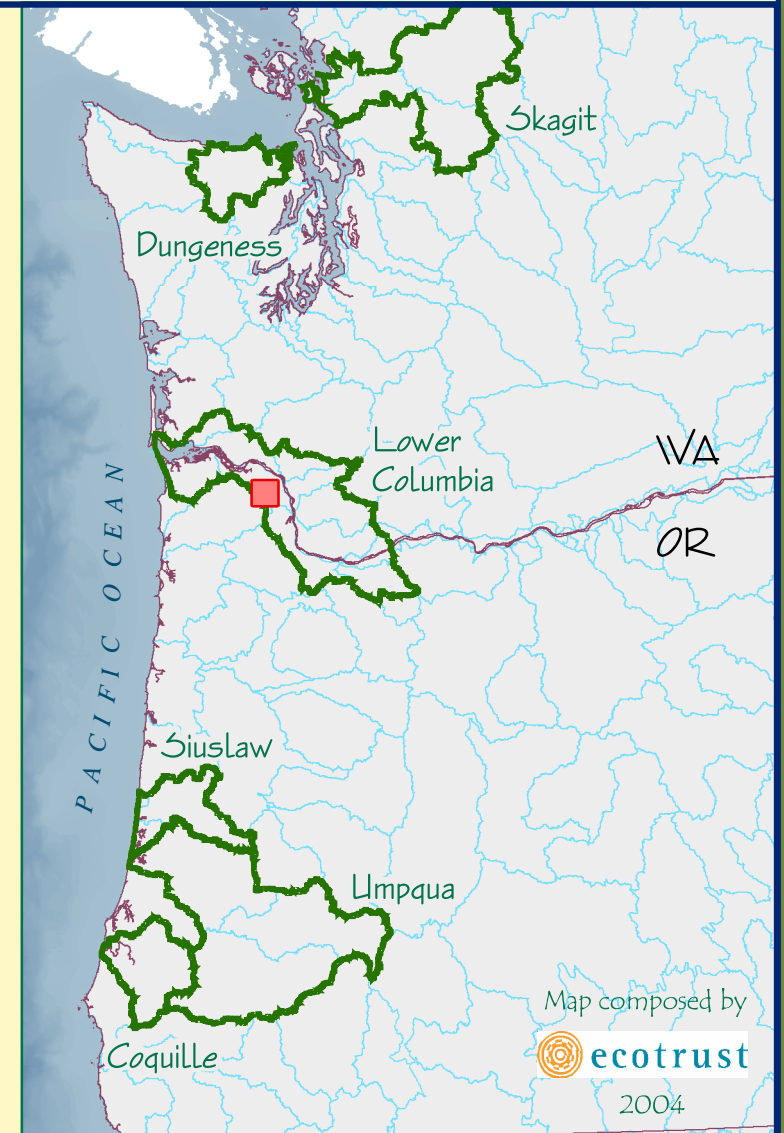 Skagit
Dungeness
Lower
Columbia
WA
OR
PACIFIC OCEAN
Siuslaw
Umpqua
Coquille
Map composed by
ecotrust
2004